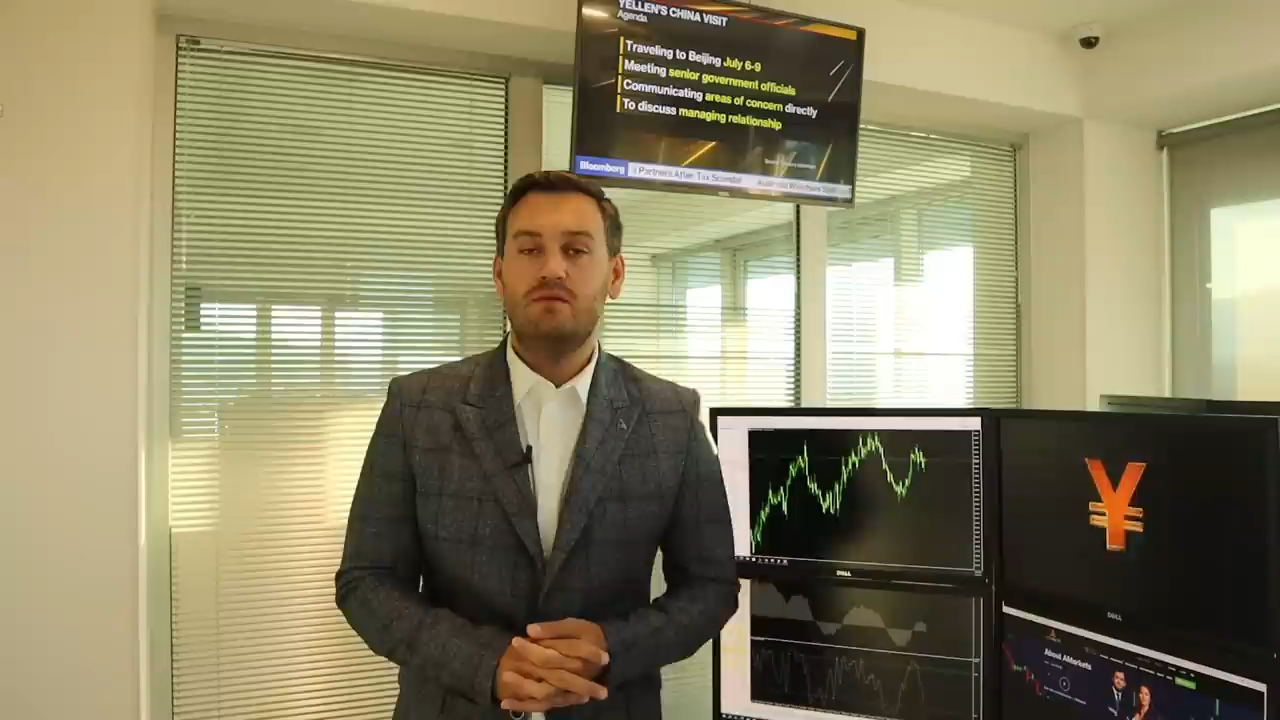 YELLEN'S CHINA VISIT
Agenda
Traveling to Beijing July 6-9
Meeting senior government officials
Communicating areas of concern directly
To discuss managing relationship
Bloomberg
Partners After Tax Scandal
A
DELL
¥
DELL
About AMarkets